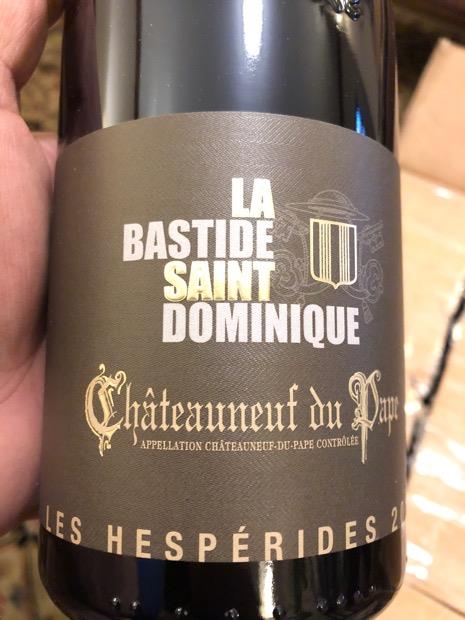 LA
BASTIDE
SAINT
DOMINIQUE
Châteauneuf du Pape
APPELLATION CHÂTEAUNEUF-DU-PAPE CONTRÔLÉE
LES HESPÉRIDES